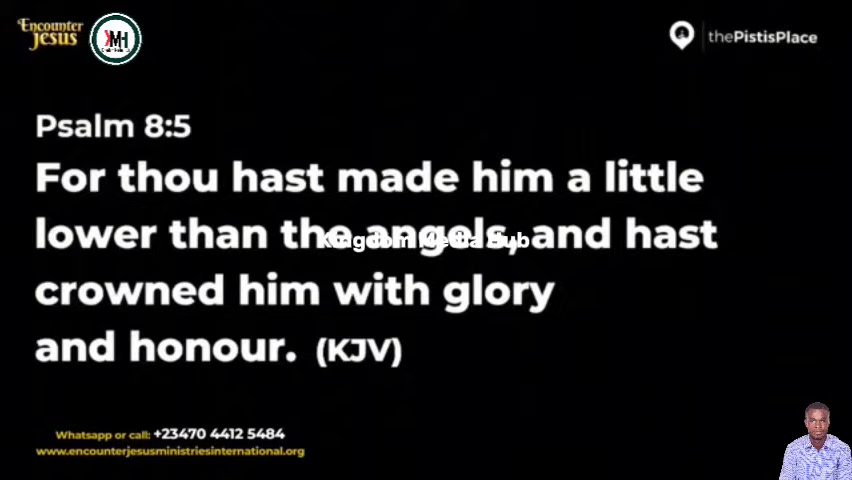 Encounter
Jesus
KMH
thePistisPlace
Psalm 8:5
For thou hast made him a little
lower than the angels, and hast
Kingdom Media Hub
crowned him with glory
and honour. (KJV)
Whatsapp or call: +23470 4412 5484
www.encounterjesusministriesinternational.org